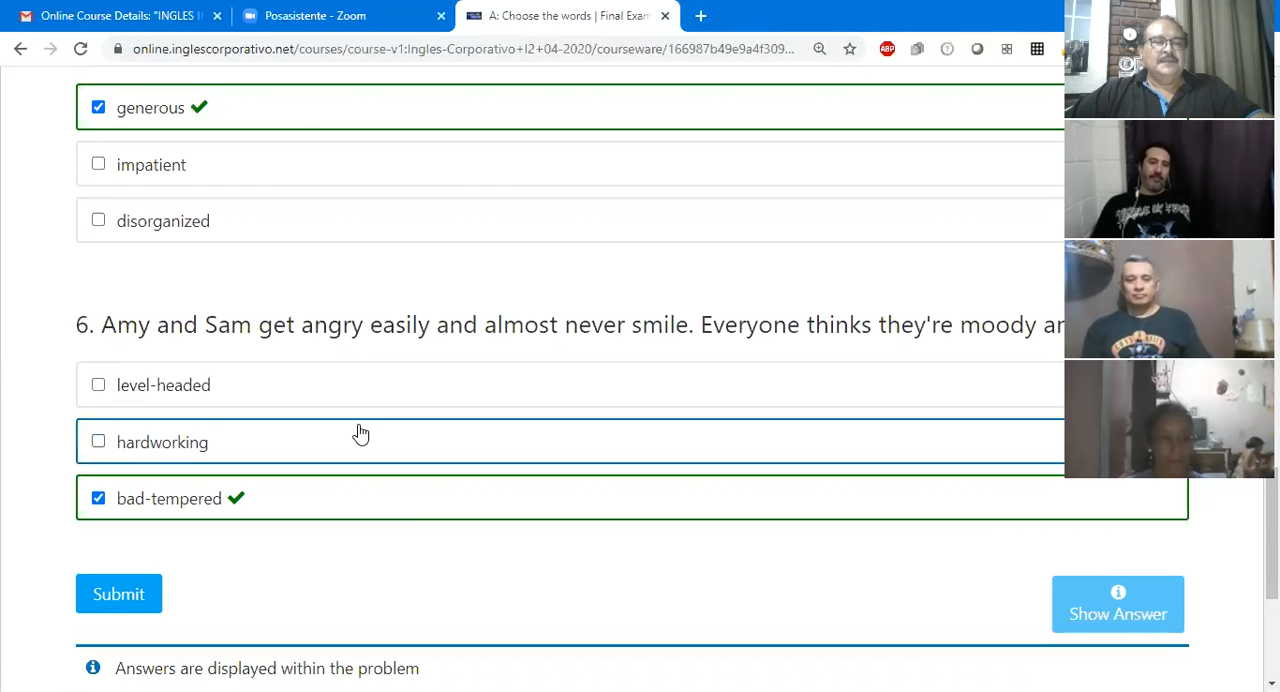 Online Course Details: "INGLES I
Posasistente - Zoom
A: Choose the words | Final Exam
online.inglescorporativo.net/courses/course-v1:Ingles-Corporativo+I2+04-2020/courseware/166987b49e9a4f309...
ABP
generous
impatient
disorganized
6. Amy and Sam get angry easily and almost never smile. Everyone thinks they're moody an
level-headed
hardworking
bad-tempered
Submit
Show Answer
Answers are displayed within the problem